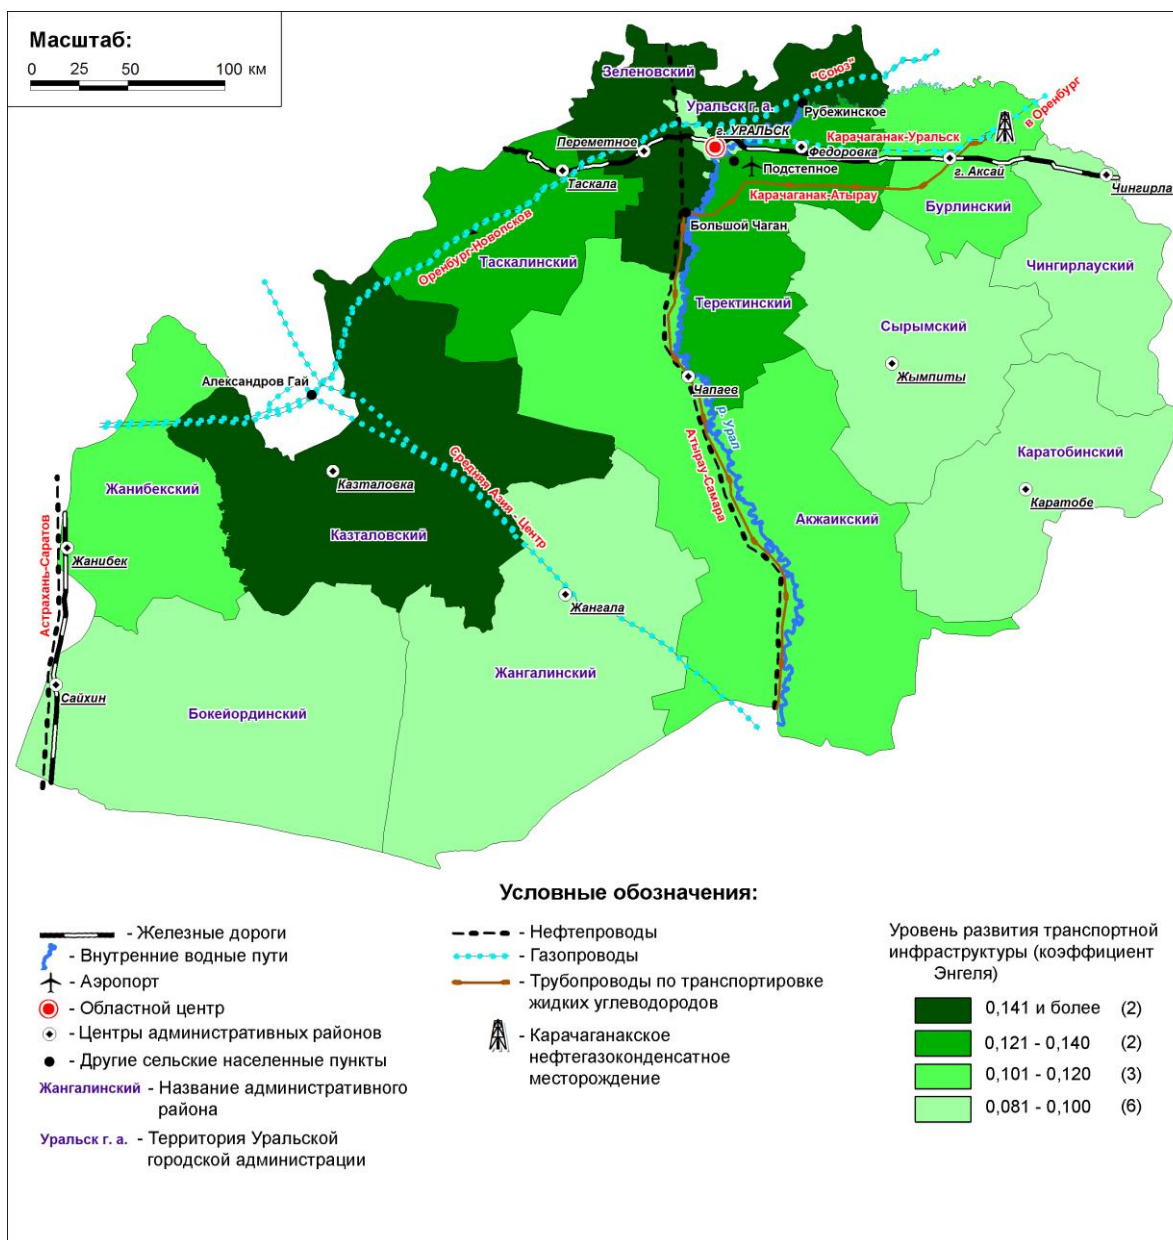 Масштаб:
0 25 50 100 км
Зеленовский
"Союз"
Уральск г. а.
Рубежинское
в Оренбург
г. УРАЛЬСК
Карачаганак-Уральск
Переметное
Федоровка
Подстепное
г. Аксай
Таскала
Чингирла
Карачаганак-Атырау
Бурлинский
Большой Чаган
Оренбург-Новопсков
Таскалинский
Чингирлауский
Теректинский
Сырымский
Жымпиты
Александров Гай
Чапаев
р. Урал
Атырау-Самара
Средняя Азия - Центр
Каратобинский
Каратобе
Жанибекский
Казталовка
Казталовский
Акжаикский
Астрахань-Саратов
Жанибек
Жангала
Жангалинский
Сайхин
Бокейординский
Условные обозначения:
- Железные дороги
- Внутренние водные пути
- Аэропорт
- Областной центр
- Центры административных районов
- Другие сельские населенные пункты
Жангалинский - Название административного
района
Уральск г. а. - Территория Уральской
городской администрации
- Нефтепроводы
- Газопроводы
- Трубопроводы по транспортировке
жидких углеводородов
- Карачаганакское
нефтегазоконденсатное
месторождение
Уровень развития транспортной
инфраструктуры (коэффициент
Энгеля)
0,141 и более (2)
0,121 - 0,140 (2)
0,101 - 0,120 (3)
0,081 - 0,100 (6)